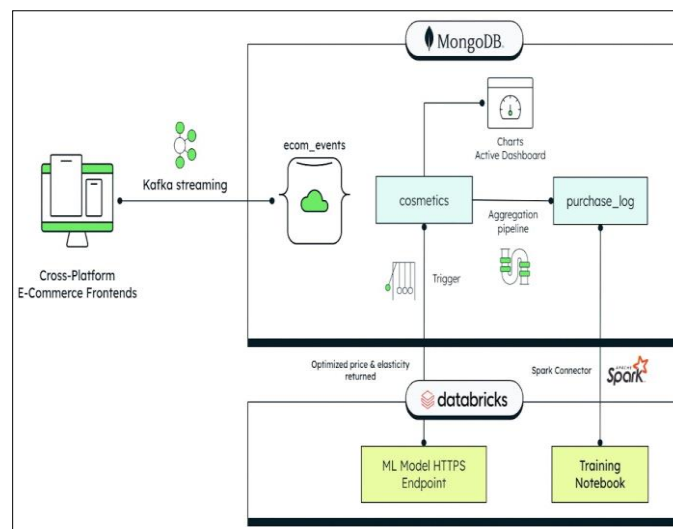 MongoDB
Charts
Active Dashboard
ecom_events
Kafka streaming
cosmetics
purchase_log
Aggregation
pipeline
Trigger
Cross-Platform
E-Commerce Frontends
Optimized price & elasticity
returned
Spark Connector
APACHE
Spark
databricks
ML Model HTTPS
Endpoint
Training
Notebook